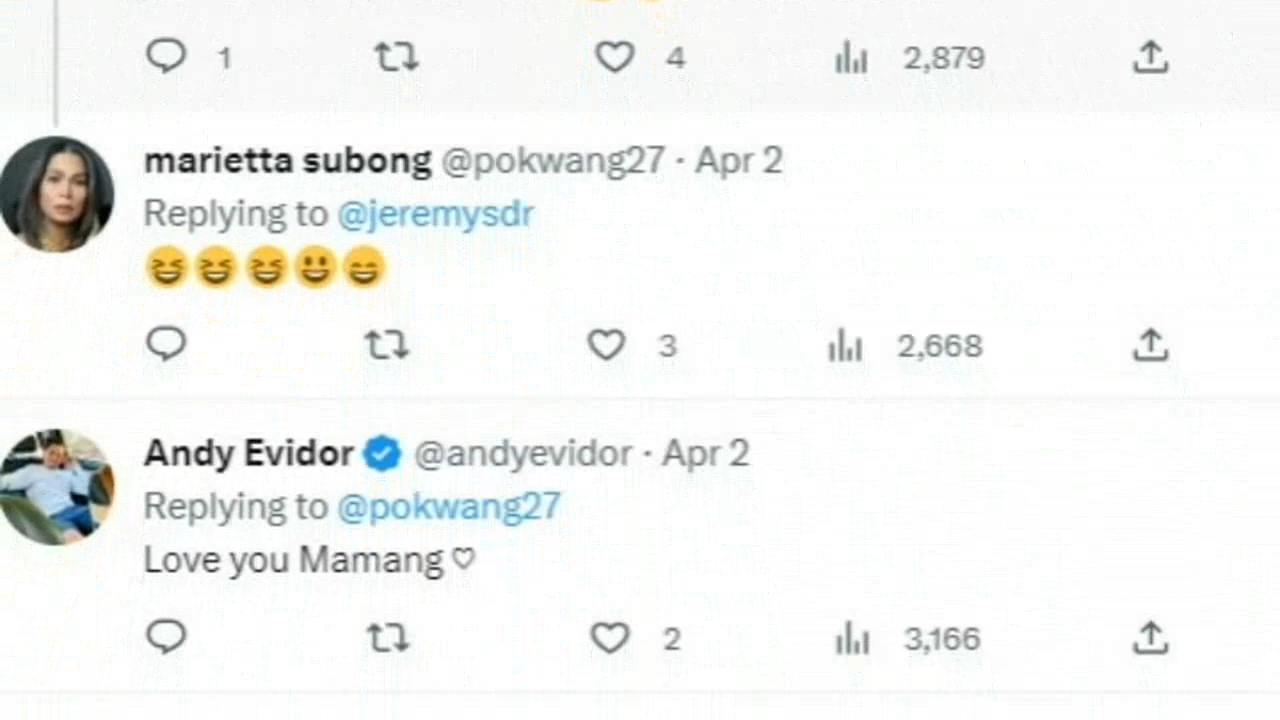 1 4 2,879
marietta subong @pokwang27 · Apr 2
Replying to @jeremysdr
😆😆😆😃😄
3 2,668
Andy Evidor @andyevidor · Apr 2
Replying to @pokwang27
Love you Mamang ♡
2 3,166